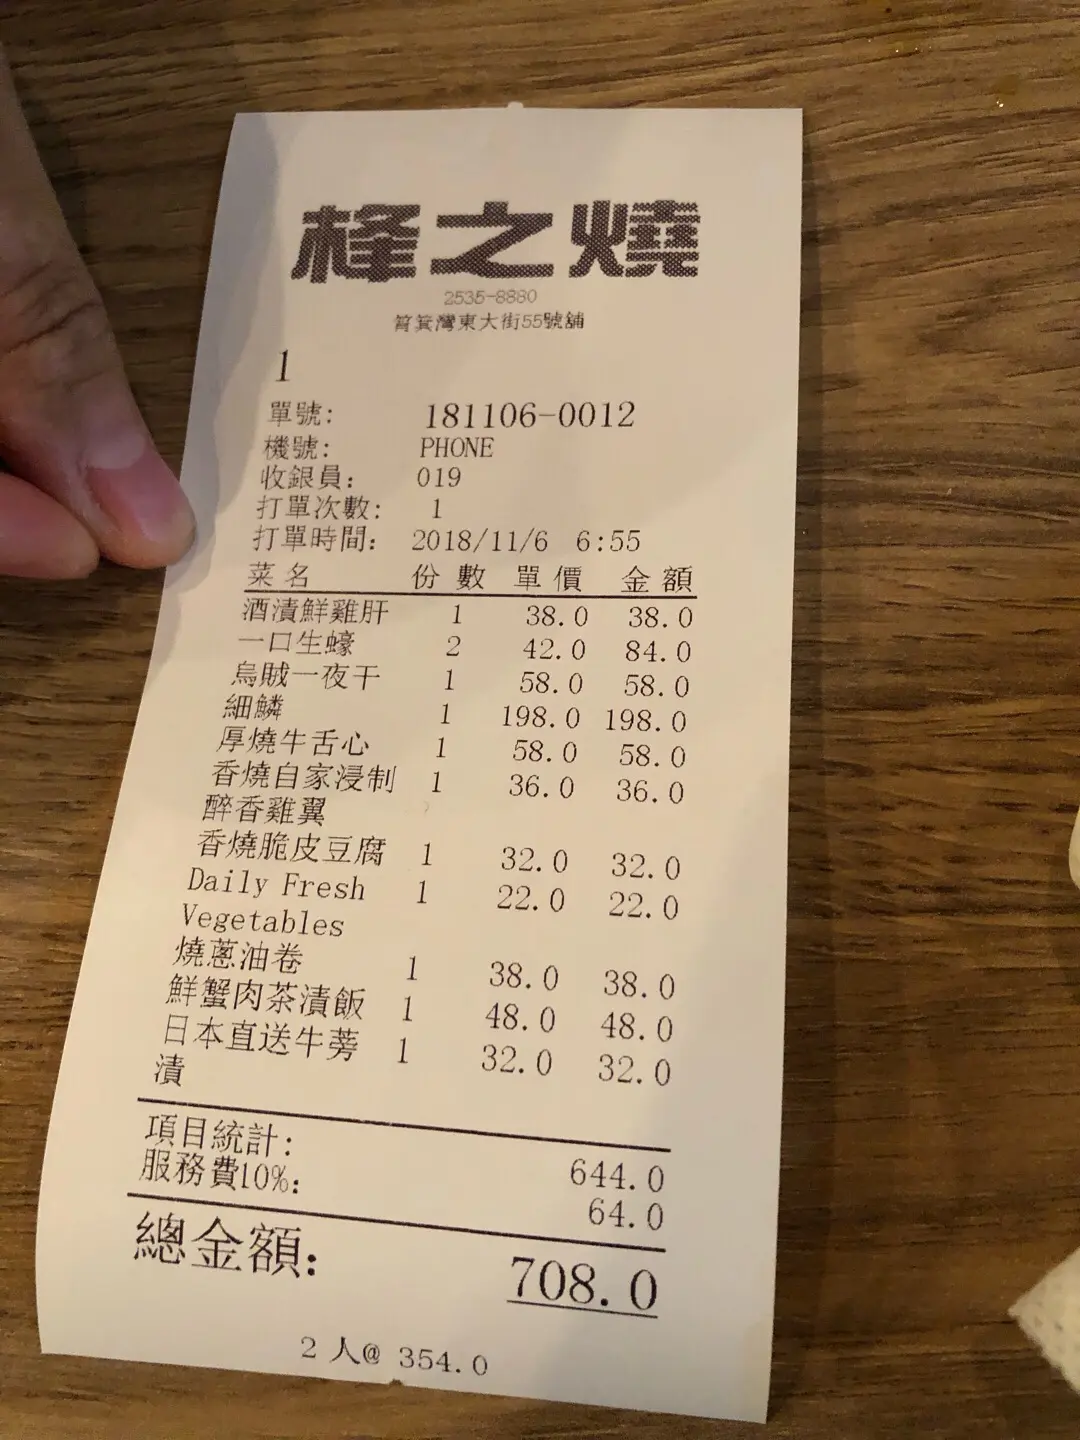 峰之燒
2535-8880
筲箕灣東大街55號舖
1
單號: 181106-0012
機號: PHONE
收銀員: 019
打單次數: 1
打單時間: 2018/11/6 6:55
菜名 份數 單價 金額
酒漬鮮雞肝 1 38.0 38.0
一口生蠔 2 42.0 84.0
烏賊一夜干 1 58.0 58.0
細鱗 1 198.0 198.0
厚燒牛舌心 1 58.0 58.0
香燒自家浸制 1 36.0 36.0
醉香雞翼
香燒脆皮豆腐 1 32.0 32.0
Daily Fresh 1 22.0 22.0
Vegetables
燒蔥油卷 1 38.0 38.0
鮮蟹肉茶漬飯 1 48.0 48.0
日本直送牛蒡 1 32.0 32.0
漬
項目統計: 644.0
服務費10%: 64.0
總金額: 708.0
2 人@ 354.0